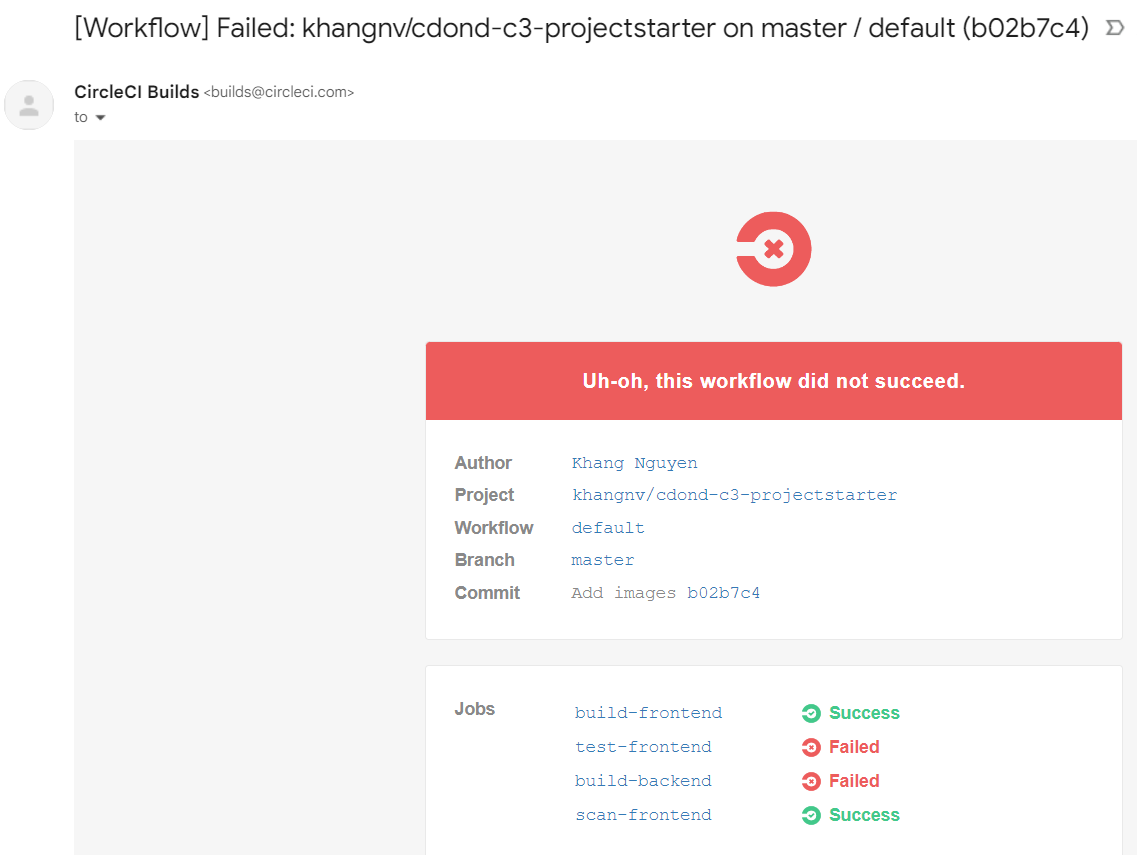 [Workflow] Failed: khangnv/cdond-c3-projectstarter on master / default (b02b7c4)
CircleCI Builds <builds@circleci.com>
to
Uh-oh, this workflow did not succeed.
Author Khang Nguyen
Project khangnv/cdond-c3-projectstarter
Workflow default
Branch master
Commit Add images b02b7c4
Jobs build-frontend Success
test-frontend Failed
build-backend Failed
scan-frontend Success